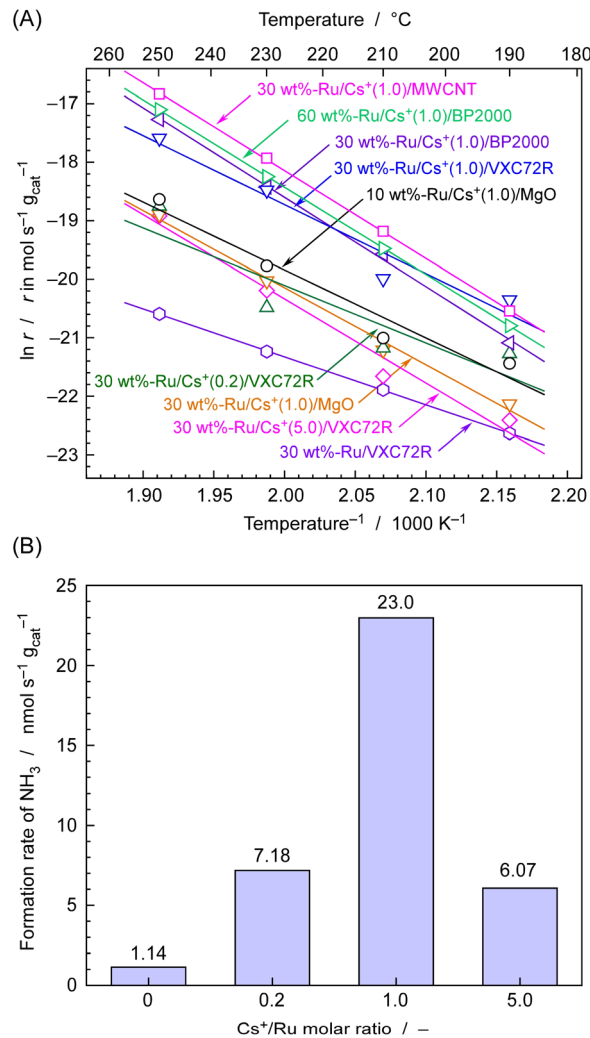 (A)
Temperature / °C
260 250 240 230 220 210 200 190 180
30 wt%-Ru/Cs⁺(1.0)/MWCNT
60 wt%-Ru/Cs⁺(1.0)/BP2000
30 wt%-Ru/Cs⁺(1.0)/BP2000
30 wt%-Ru/Cs⁺(1.0)/VXC72R
10 wt%-Ru/Cs⁺(1.0)/MgO
ln r / r in mol s⁻¹ g_cat⁻¹
–17
–18
–19
–20
–21
–22
–23
30 wt%-Ru/Cs⁺(0.2)/VXC72R
30 wt%-Ru/Cs⁺(1.0)/MgO
30 wt%-Ru/Cs⁺(5.0)/VXC72R
30 wt%-Ru/VXC72R
1.90 1.95 2.00 2.05 2.10 2.15 2.20
Temperature⁻¹ / 1000 K⁻¹
(B)
Formation rate of NH₃ / nmol s⁻¹ g_cat⁻¹
25
20
15
10
5
0
1.14
7.18
23.0
6.07
0 0.2 1.0 5.0
Cs⁺/Ru molar ratio / –